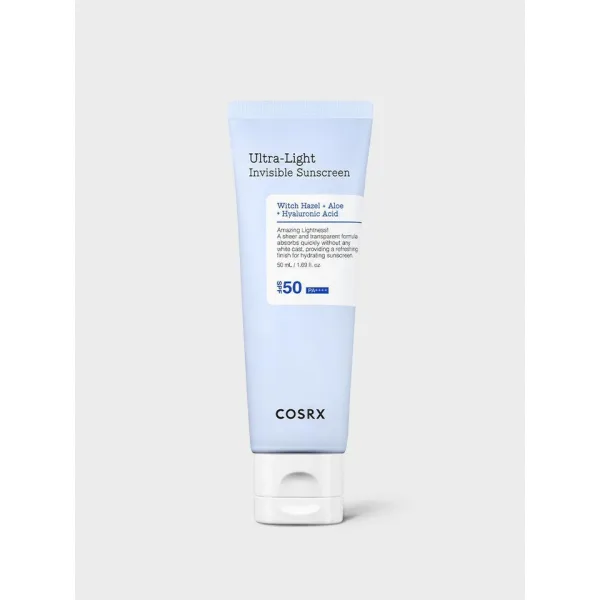 Ultra-Light
Invisible Sunscreen
Witch Hazel + Aloe
+ Hyaluronic Acid
Amazing Lightness!
A sheer and transparent formula
absorbs quickly without any
white cast, providing a refreshing
finish for hydrating sunscreen.
50 mL / 1.69 fl. oz.
SPF 50 PA++++
COSRX